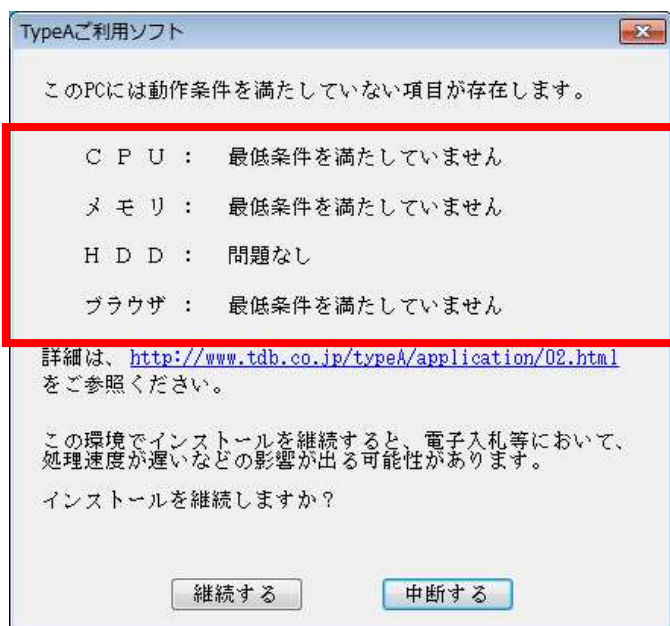 TypeAご利用ソフト
このPCには動作条件を満たしていない項目が存在します。
ＣＰＵ： 最低条件を満たしていません
メモリ： 最低条件を満たしていません
ＨＤＤ： 問題なし
ブラウザ： 最低条件を満たしていません
詳細は、 http://www.tdb.co.jp/typeA/application/02.html
をご参照ください。
この環境でインストールを継続すると、電子入札等において、
処理速度が遅いなどの影響が出る可能性があります。
インストールを継続しますか？
継続する 中断する